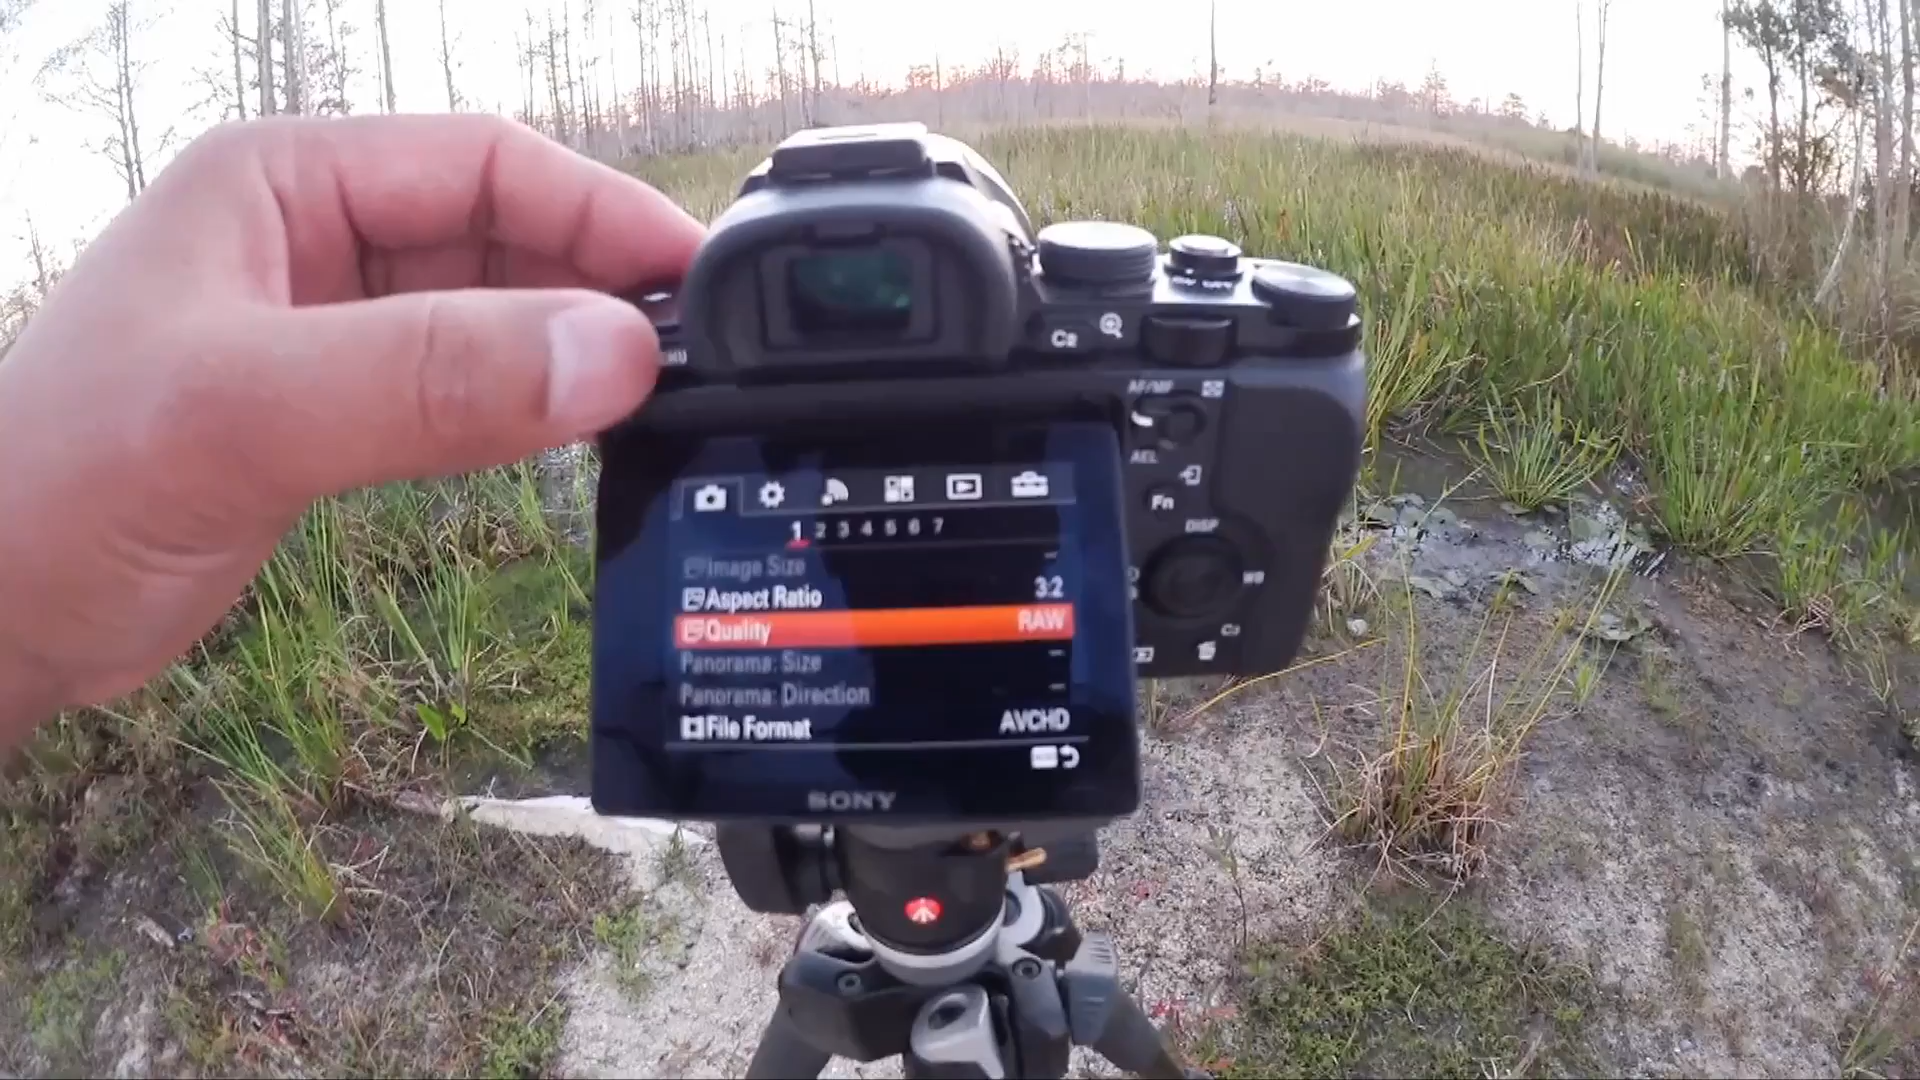 C2
AF/MF
AEL
Fn
DISP
WB
C3
1 2 3 4 5 6 7
Image Size –
Aspect Ratio 3:2
Quality RAW
Panorama: Size –
Panorama: Direction –
File Format AVCHD
SONY